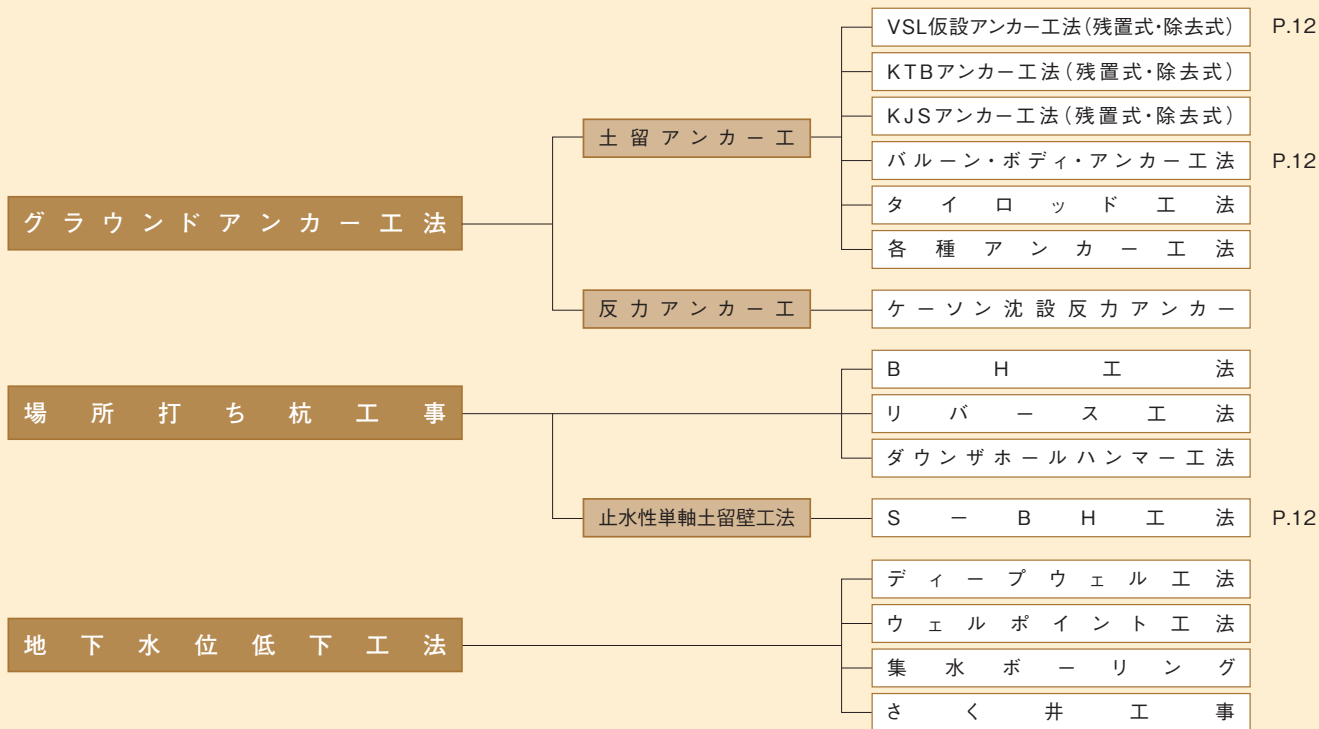 グラウンドアンカー工法
土留アンカー工
VSL仮設アンカー工法(残置式・除去式) P.12
KTBアンカー工法(残置式・除去式)
KJSアンカー工法(残置式・除去式)
バルーン・ボディ・アンカー工法 P.12
タイロッド工法
各種アンカー工法
反力アンカー工
ケーソン沈設反力アンカー
場所打ち杭工事
BH工法
リバース工法
ダウンザホールハンマー工法
止水性単軸土留壁工法
S－BH工法 P.12
地下水位低下工法
ディープウェル工法
ウェルポイント工法
集水ボーリング
さく井工事